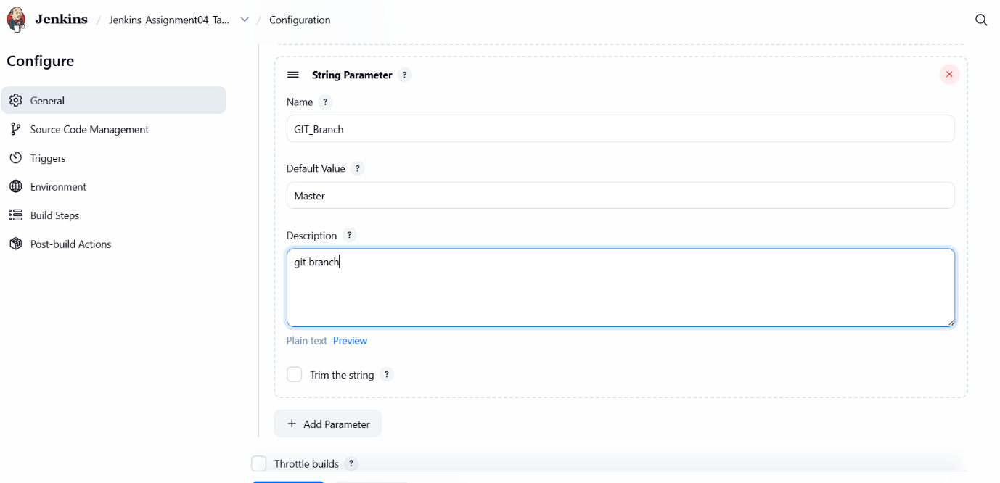 Jenkins / Jenkins_Assignment04_Ta... / Configuration
Configure
General
Source Code Management
Triggers
Environment
Build Steps
Post-build Actions
String Parameter ?
Name ?
GIT_Branch
Default Value ?
Master
Description ?
git branch
Plain text Preview
Trim the string ?
+ Add Parameter
Throttle builds ?